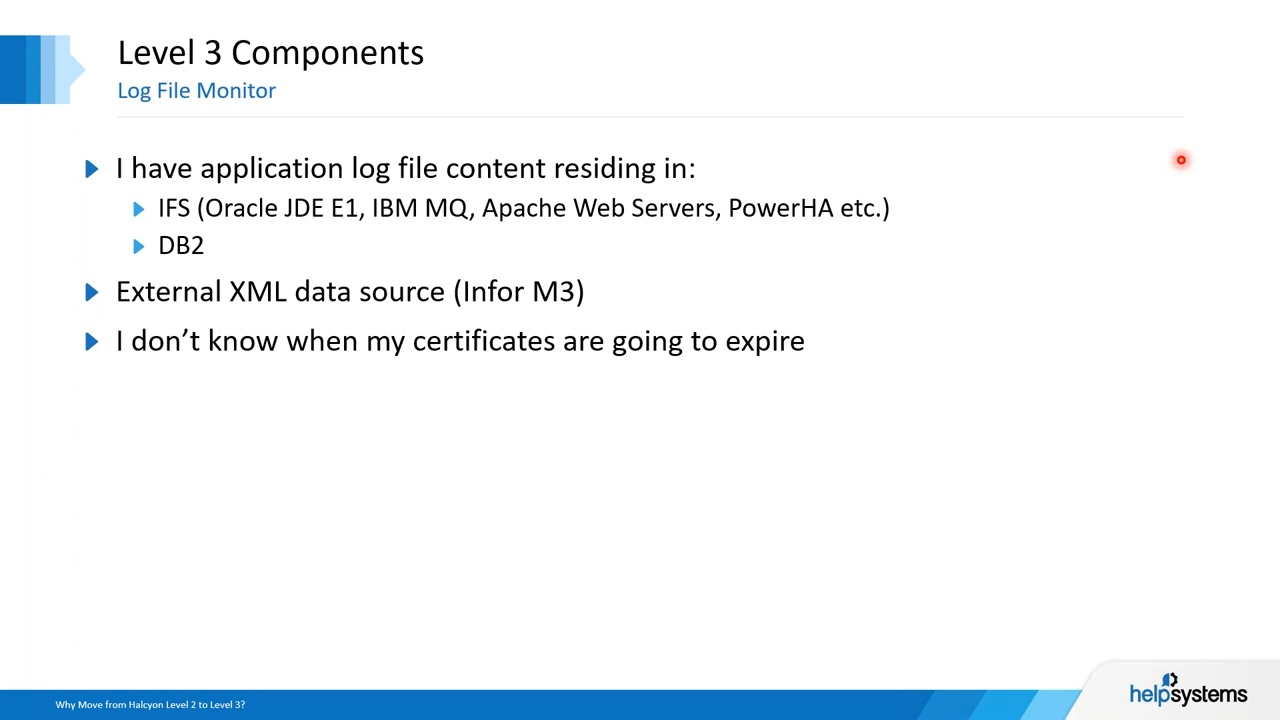 Level 3 Components
Log File Monitor
I have application log file content residing in:
IFS (Oracle JDE E1, IBM MQ, Apache Web Servers, PowerHA etc.)
DB2
External XML data source (Infor M3)
I don’t know when my certificates are going to expire
Why Move from Halcyon Level 2 to Level 3?
helpsystems